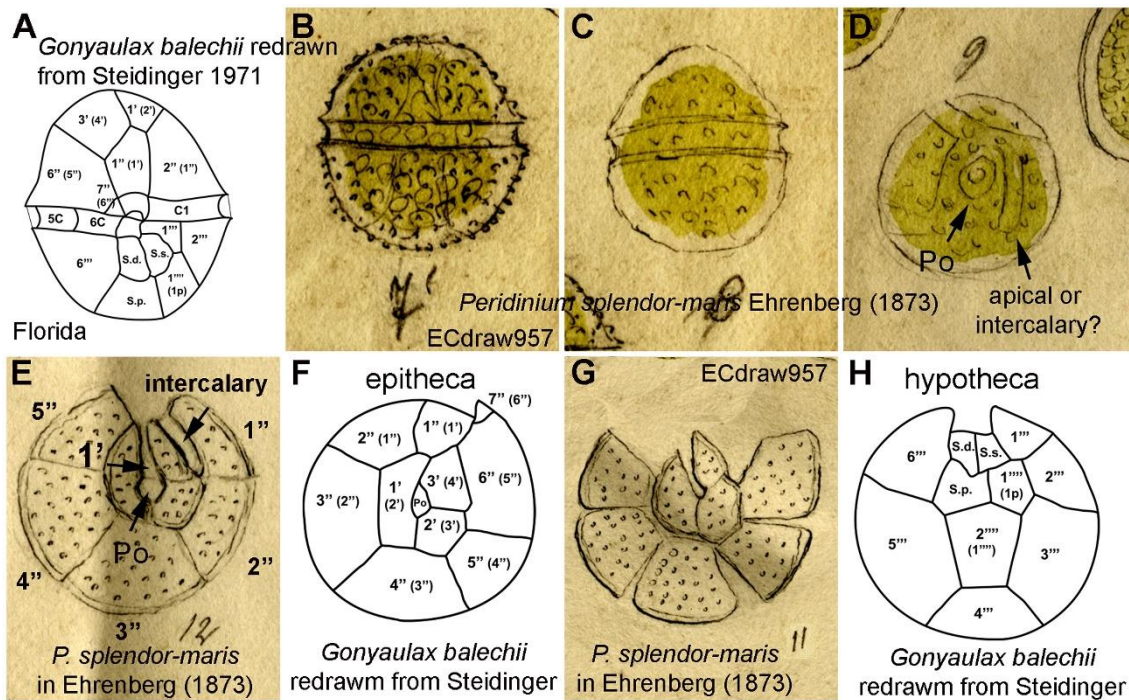 A
Gonyaulax balechii redrawn
from Steidinger 1971
3’ (4’)
1’ (2’)
6” (5”)
1” (1’)
2” (1”)
7”
(6”)
5C
6C
C1
1”’
2”’
S.d.
S.s.
6”’
1””
(1p)
S.p.
Florida
B
C
D
9
Po
apical or
intercalary?
Peridinium splendor-maris Ehrenberg (1873)
ECdraw957
E
intercalary
5”
1’
1”
Po
4”
2”
3”
12
P. splendor-maris
in Ehrenberg (1873)
F
epitheca
7” (6”)
2” (1”)
1” (1’)
3” (2”)
1’
(2’)
3’ (4’)
6” (5”)
Po
2’ (3’)
5” (4”)
4” (3”)
Gonyaulax balechii
redrawm from Steidinger
G
ECdraw957
11
P. splendor-maris
in Ehrenberg (1873)
H
hypotheca
6”’
S.d.
S.s.
1”’
S.p.
1””
(1p)
2”’
5”’
2””
(1””)
3”’
4”’
Gonyaulax balechii
redrawm from Steidinger